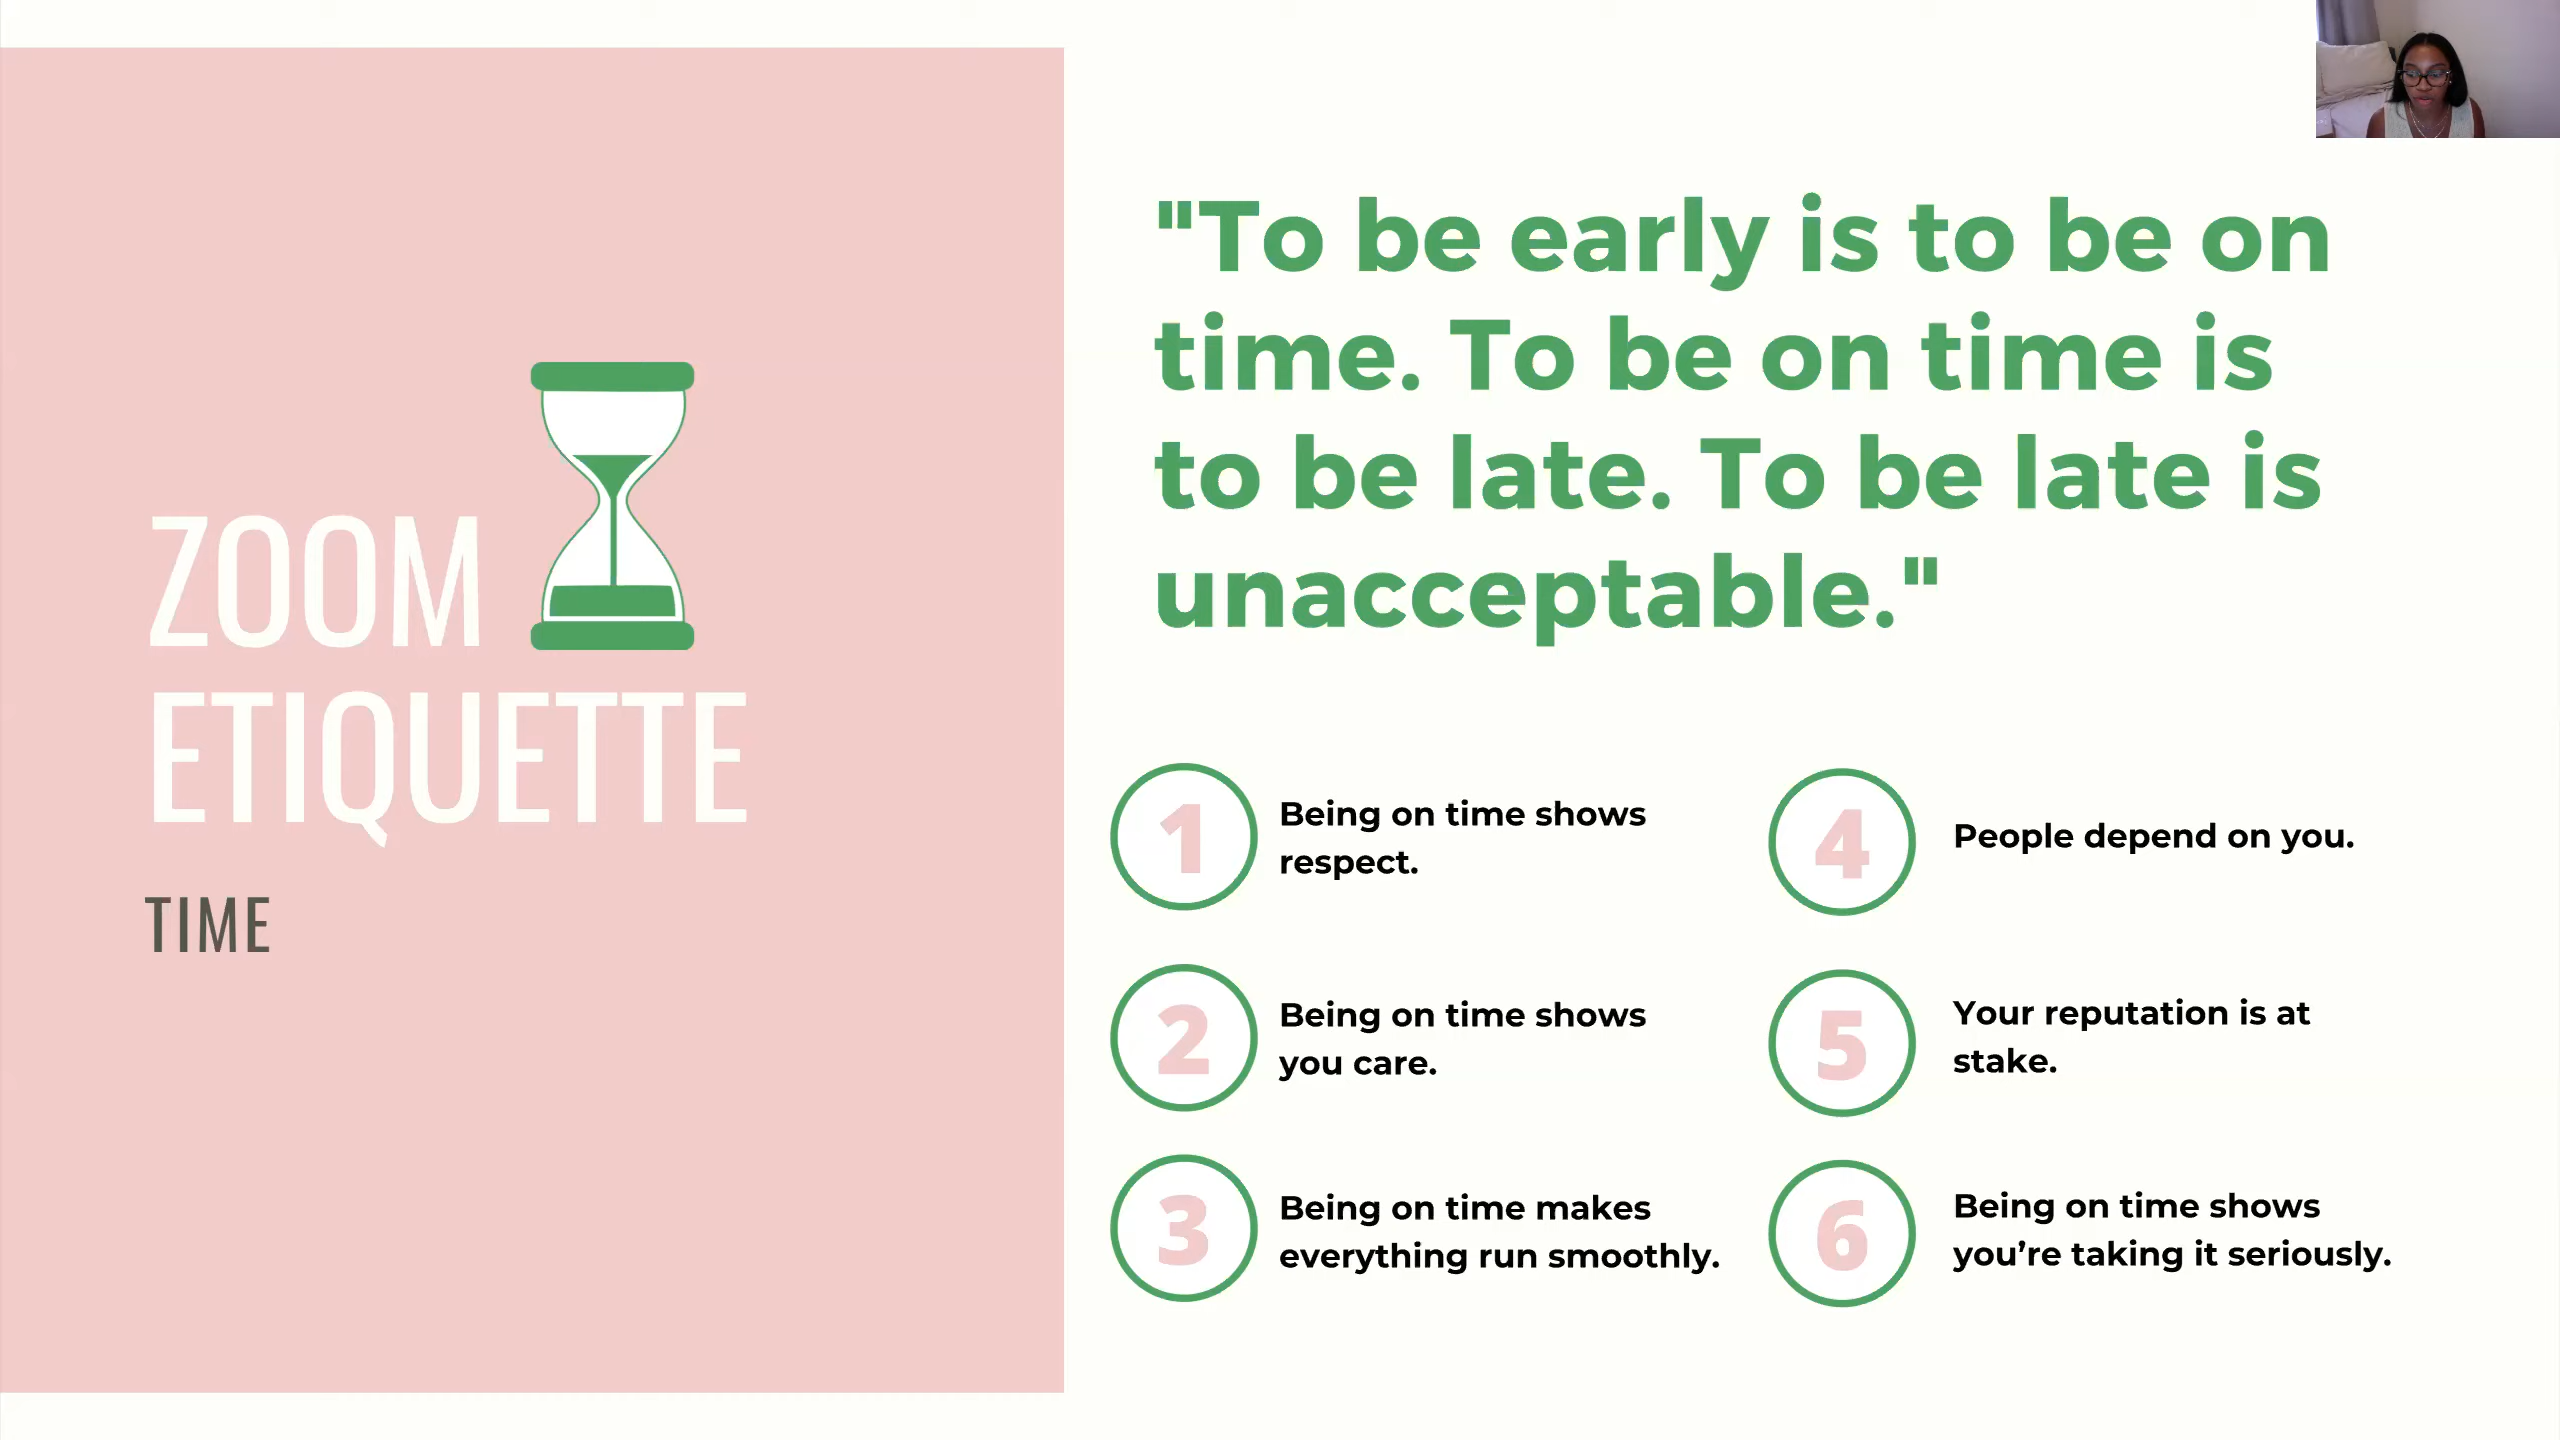 ZOOM
ETIQUETTE
TIME
"To be early is to be on
time. To be on time is
to be late. To be late is
unacceptable."
1
Being on time shows
respect.
2
Being on time shows
you care.
3
Being on time makes
everything run smoothly.
4
People depend on you.
5
Your reputation is at
stake.
6
Being on time shows
you’re taking it seriously.